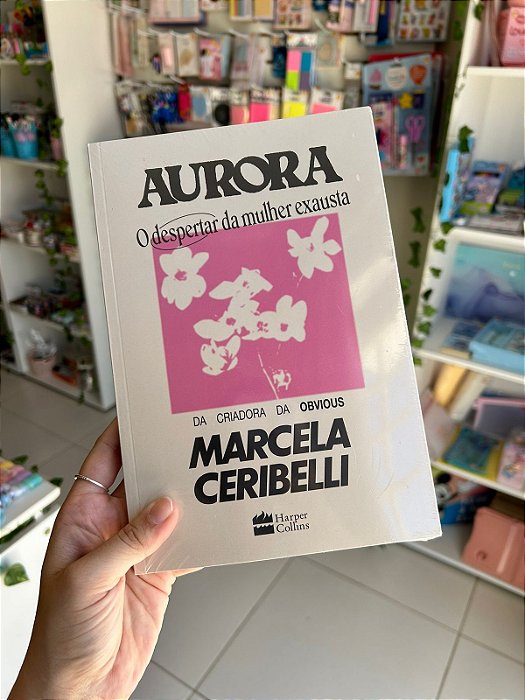 AURORA
O despertar da mulher exausta
DA CRIADORA DA OBVIOUS
MARCELA
CERIBELLI
Harper
Collins